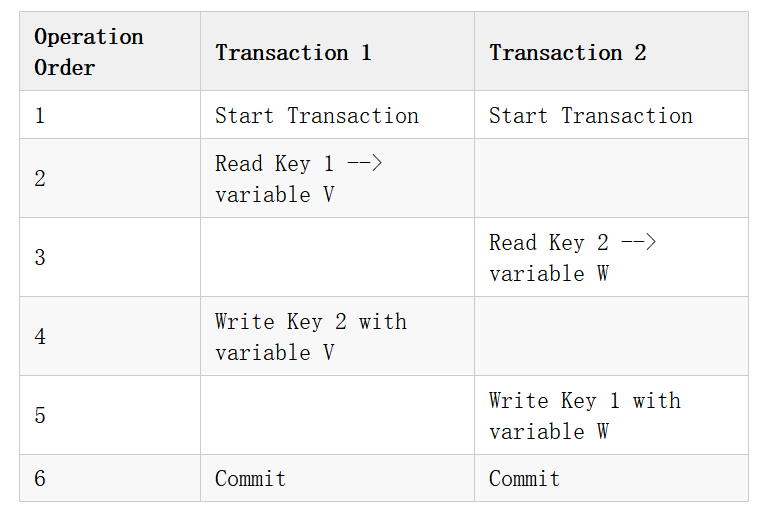 Operation
Order
Transaction 1
Transaction 2
1
Start Transaction
Start Transaction
2
Read Key 1 -->
variable V
3
Read Key 2 -->
variable W
4
Write Key 2 with
variable V
5
Write Key 1 with
variable W
6
Commit
Commit